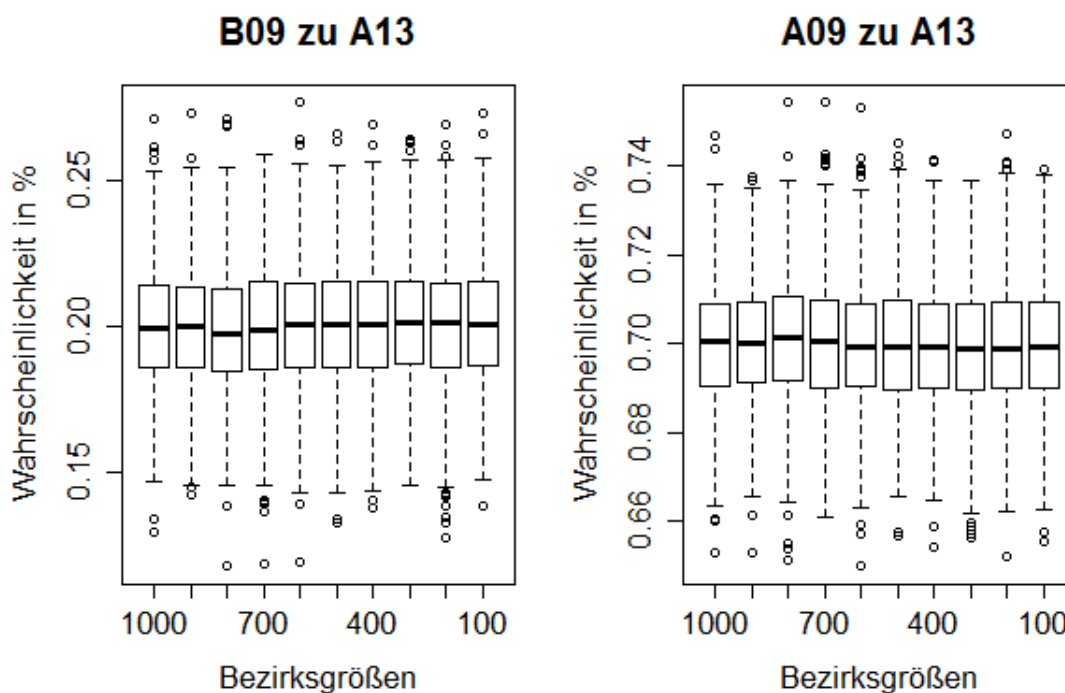 B09 zu A13
Wahrscheinlichkeit in %
0.25
0.20
0.15
1000 700 400 100
Bezirksgrößen
A09 zu A13
Wahrscheinlichkeit in %
0.74
0.72
0.70
0.68
0.66
1000 700 400 100
Bezirksgrößen